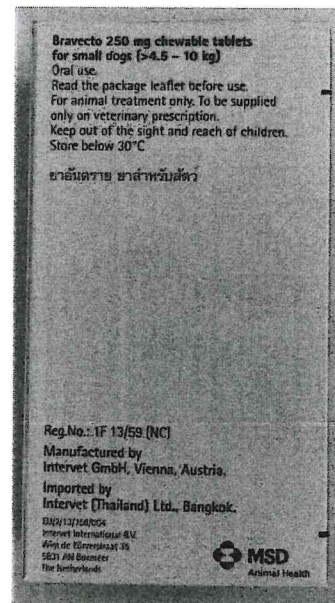 Bravecto 250 mg chewable tablets
for small dogs (>4.5 – 10 kg)
Oral use.
Read the package leaflet before use.
For animal treatment only. To be supplied
only on veterinary prescription.
Keep out of the sight and reach of children.
Store below 30°C
ยาอันตราย ยาสำหรับสัตว์
Reg.No.: 1F 13/59 (NC)
Manufactured by
Intervet GmbH, Vienna, Austria.
Imported by
Intervet (Thailand) Ltd., Bangkok.
Intervet International B.V.
Wim de Körverstraat 35
5831 AN Boxmeer
The Netherlands
MSD
Animal Health